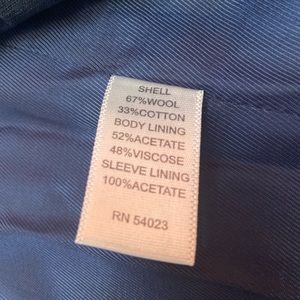 SHELL
67%WOOL
33%COTTON
BODY LINING
52%ACETATE
48%VISCOSE
SLEEVE LINING
100%ACETATE
RN 54023